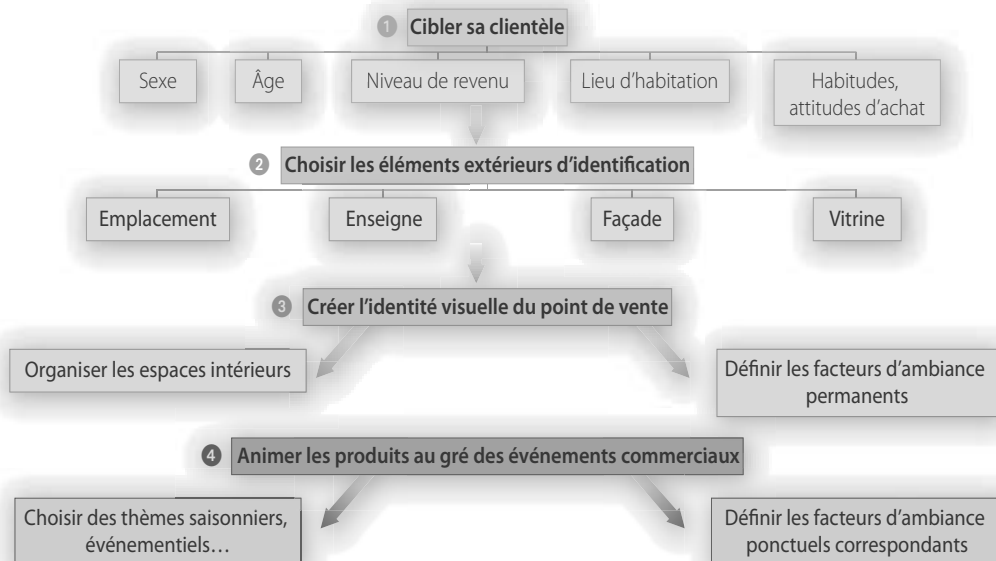 1 Cibler sa clientèle
Sexe
Âge
Niveau de revenu
Lieu d’habitation
Habitudes,
attitudes d’achat
2 Choisir les éléments extérieurs d’identification
Emplacement
Enseigne
Façade
Vitrine
3 Créer l’identité visuelle du point de vente
Organiser les espaces intérieurs
Définir les facteurs d’ambiance
permanents
4 Animer les produits au gré des événements commerciaux
Choisir des thèmes saisonniers,
événementiels…
Définir les facteurs d’ambiance
ponctuels correspondants